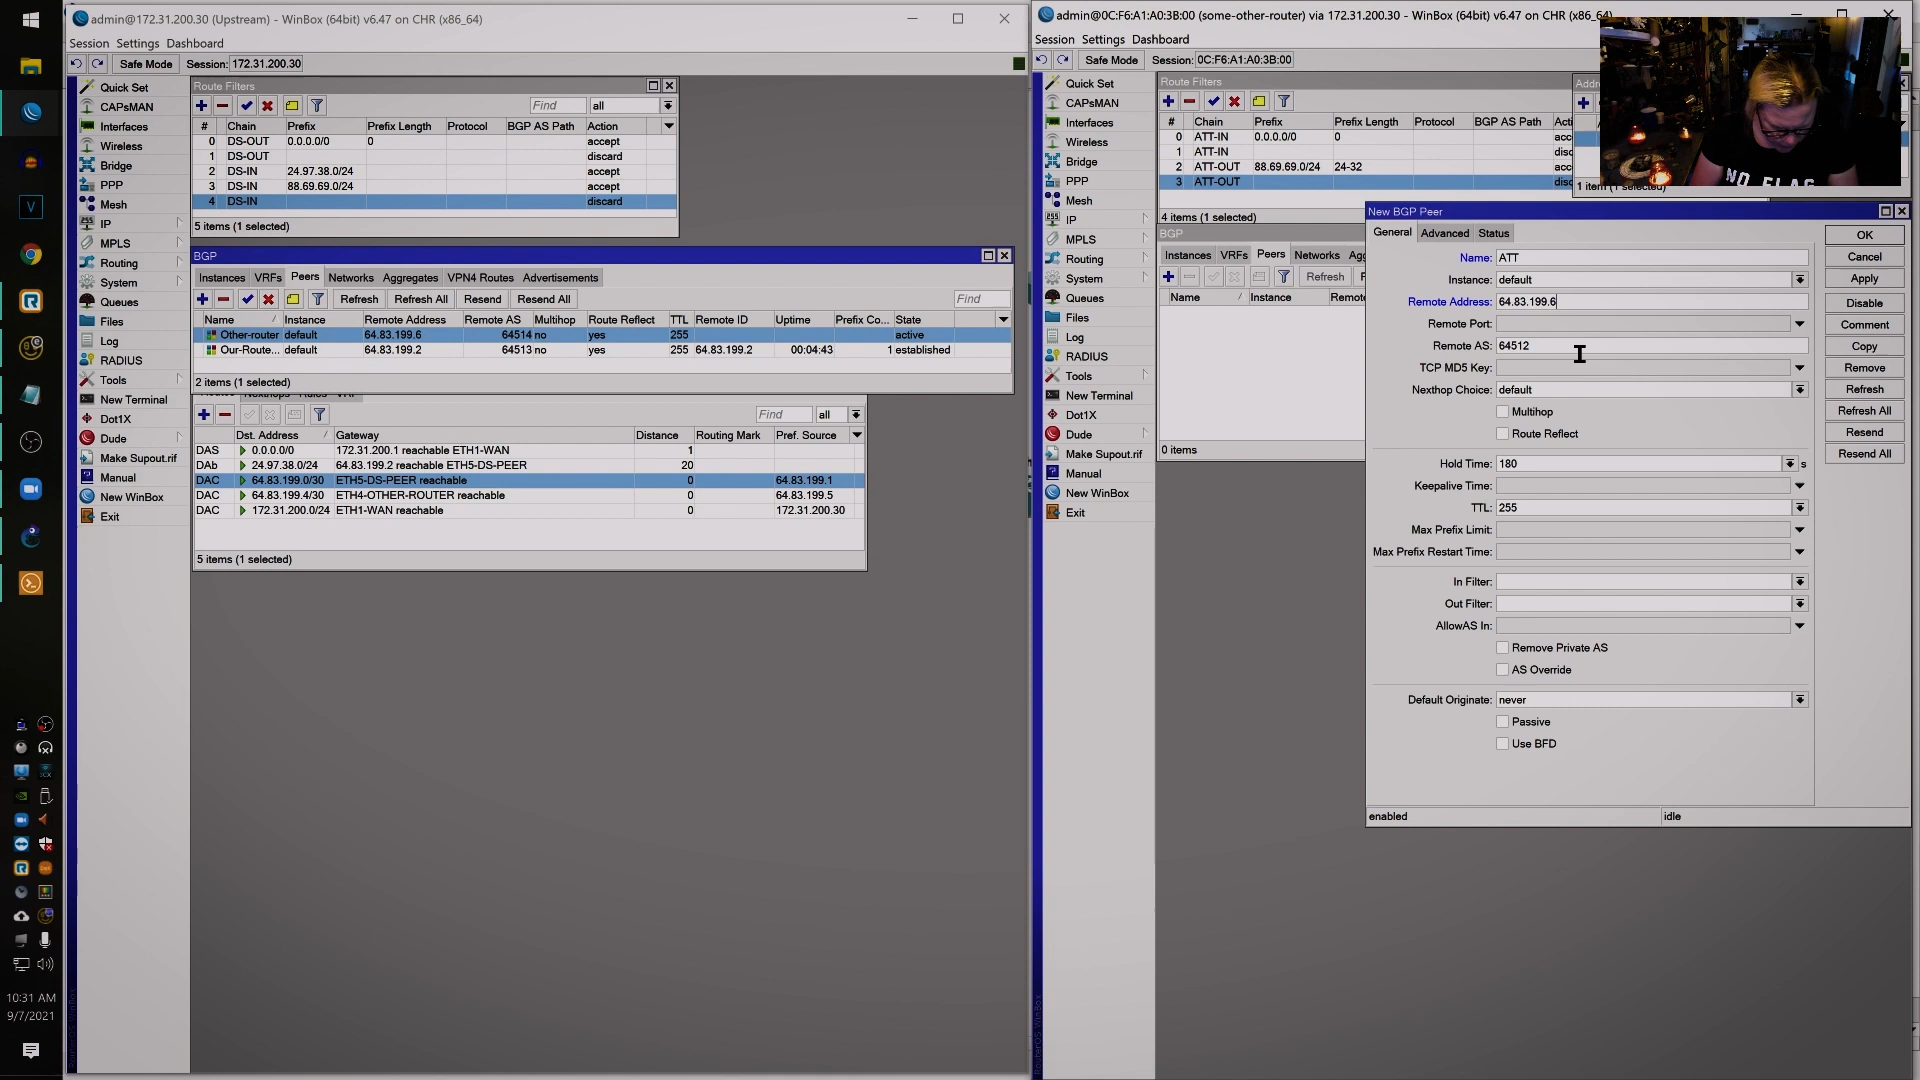 admin@172.31.200.30 (Upstream) - WinBox (64bit) v6.47 on CHR (x86_64)
Session Settings Dashboard
Safe Mode Session: 172.31.200.30
Quick Set
CAPsMAN
Interfaces
Wireless
Bridge
PPP
Mesh
IP
MPLS
Routing
System
Queues
Files
Log
RADIUS
Tools
New Terminal
Dot1X
Dude
Make Supout.rif
Manual
New WinBox
Exit
Route Filters
Find all
# Chain Prefix Prefix Length Protocol BGP AS Path Action
0 DS-OUT 0.0.0.0/0 0 accept
1 DS-OUT discard
2 DS-IN 24.97.38.0/24 accept
3 DS-IN 88.69.69.0/24 accept
4 DS-IN discard
5 items (1 selected)
BGP
Instances VRFs Peers Networks Aggregates VPN4 Routes Advertisements
Refresh Refresh All Resend Resend All Find
Name Instance Remote Address Remote AS Multihop Route Reflect TTL Remote ID Uptime Prefix Co... State
Other-router default 64.83.199.6 64514 no yes 255 active
Our-Route... default 64.83.199.2 64513 no yes 255 64.83.199.2 00:04:43 1 established
2 items (1 selected)
Find all
Dst. Address Gateway Distance Routing Mark Pref. Source
DAS 0.0.0.0/0 172.31.200.1 reachable ETH1-WAN 1
DAb 24.97.38.0/24 64.83.199.2 reachable ETH5-DS-PEER 20
DAC 64.83.199.0/30 ETH5-DS-PEER reachable 0 64.83.199.1
DAC 64.83.199.4/30 ETH4-OTHER-ROUTER reachable 0 64.83.199.5
DAC 172.31.200.0/24 ETH1-WAN reachable 0 172.31.200.30
5 items (1 selected)
admin@0C:F6:A1:A0:3B:00 (some-other-router) via 172.31.200.30 - WinBox (64bit) v6.47 on CHR (x86_64)
Session Settings Dashboard
Safe Mode Session: 0C:F6:A1:A0:3B:00
Quick Set
CAPsMAN
Interfaces
Wireless
Bridge
PPP
Mesh
IP
MPLS
Routing
System
Queues
Files
Log
RADIUS
Tools
New Terminal
Dot1X
Dude
Make Supout.rif
Manual
New WinBox
Exit
Route Filters
# Chain Prefix Prefix Length Protocol BGP AS Path Acti
0 ATT-IN 0.0.0.0/0 0 acc
1 ATT-IN disc
2 ATT-OUT 88.69.69.0/24 24-32 acc
3 ATT-OUT disc
4 items (1 selected)
BGP
Instances VRFs Peers Networks Agg
Refresh
Name Instance Remote
0 items
NO FLAG
New BGP Peer
General Advanced Status
Name: ATT
Instance: default
Remote Address: 64.83.199.6
Remote Port:
Remote AS: 64512
TCP MD5 Key:
Nexthop Choice: default
Multihop
Route Reflect
Hold Time: 180 s
Keepalive Time:
TTL: 255
Max Prefix Limit:
Max Prefix Restart Time:
In Filter:
Out Filter:
AllowAS In:
Remove Private AS
AS Override
Default Originate: never
Passive
Use BFD
enabled idle
OK
Cancel
Apply
Disable
Comment
Copy
Remove
Refresh
Refresh All
Resend
Resend All
10:31 AM
9/7/2021